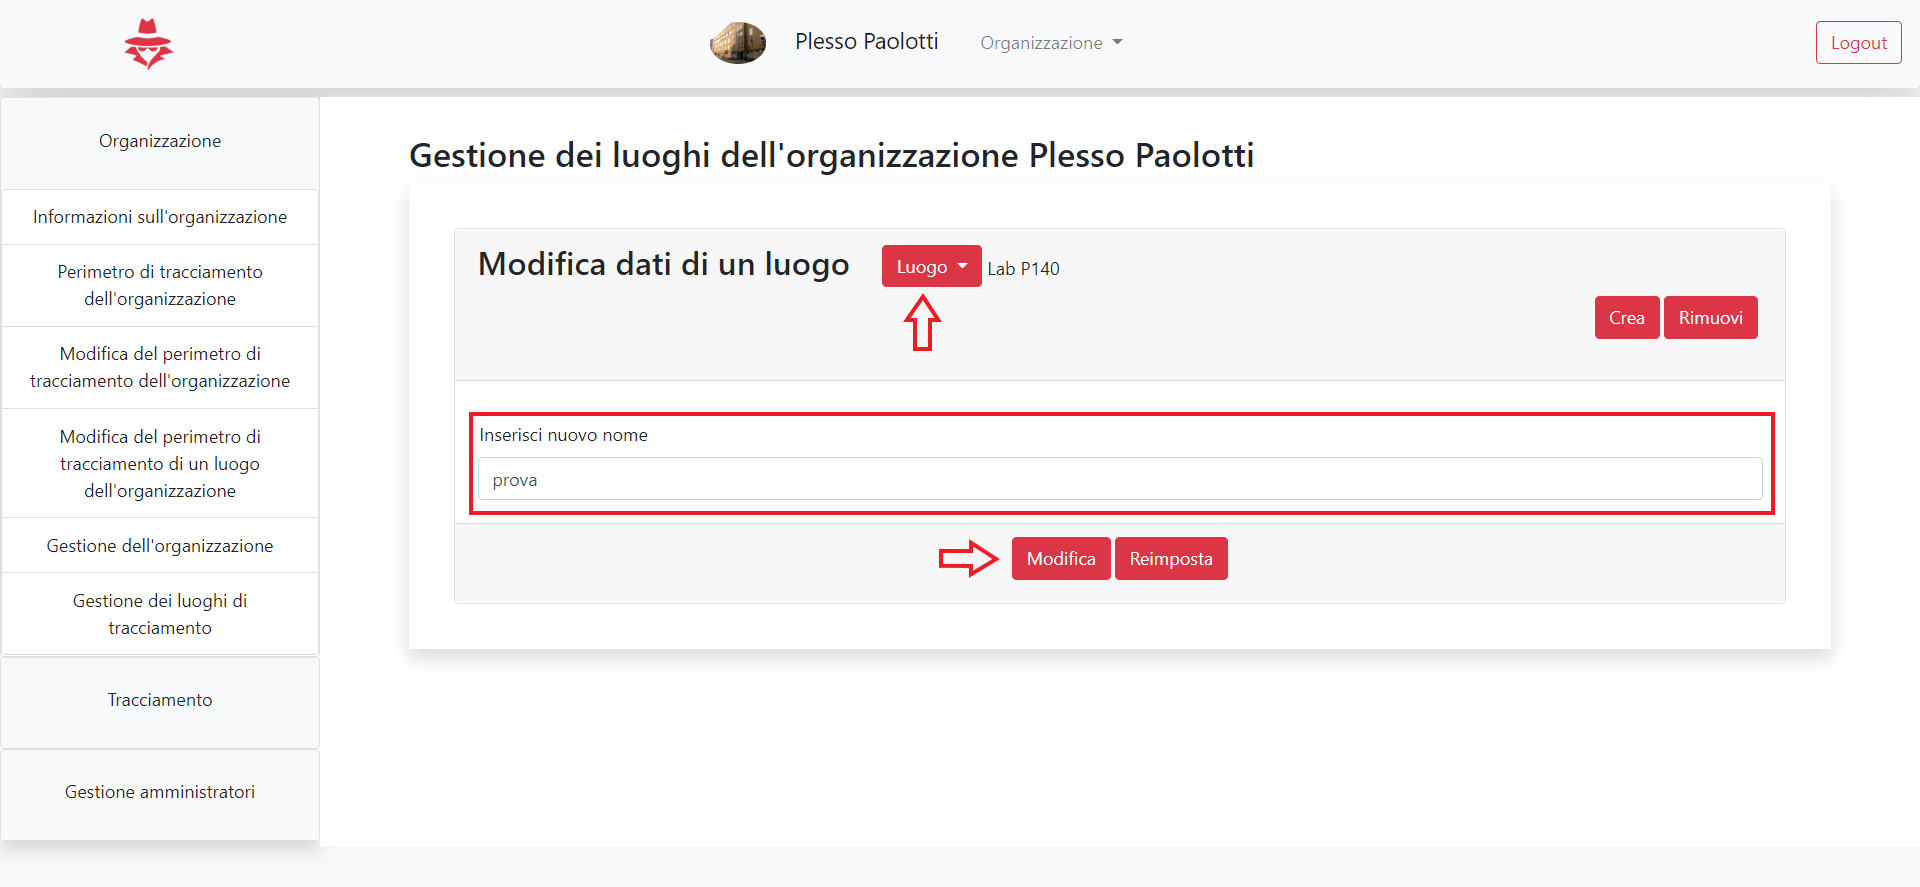 Plesso Paolotti
Organizzazione
Logout
Organizzazione
Informazioni sull'organizzazione
Perimetro di tracciamento
dell'organizzazione
Modifica del perimetro di
tracciamento dell'organizzazione
Modifica del perimetro di
tracciamento di un luogo
dell'organizzazione
Gestione dell'organizzazione
Gestione dei luoghi di
tracciamento
Tracciamento
Gestione amministratori
Gestione dei luoghi dell'organizzazione Plesso Paolotti
Modifica dati di un luogo
Luogo
Lab P140
Crea
Rimuovi
Inserisci nuovo nome
prova
Modifica
Reimposta